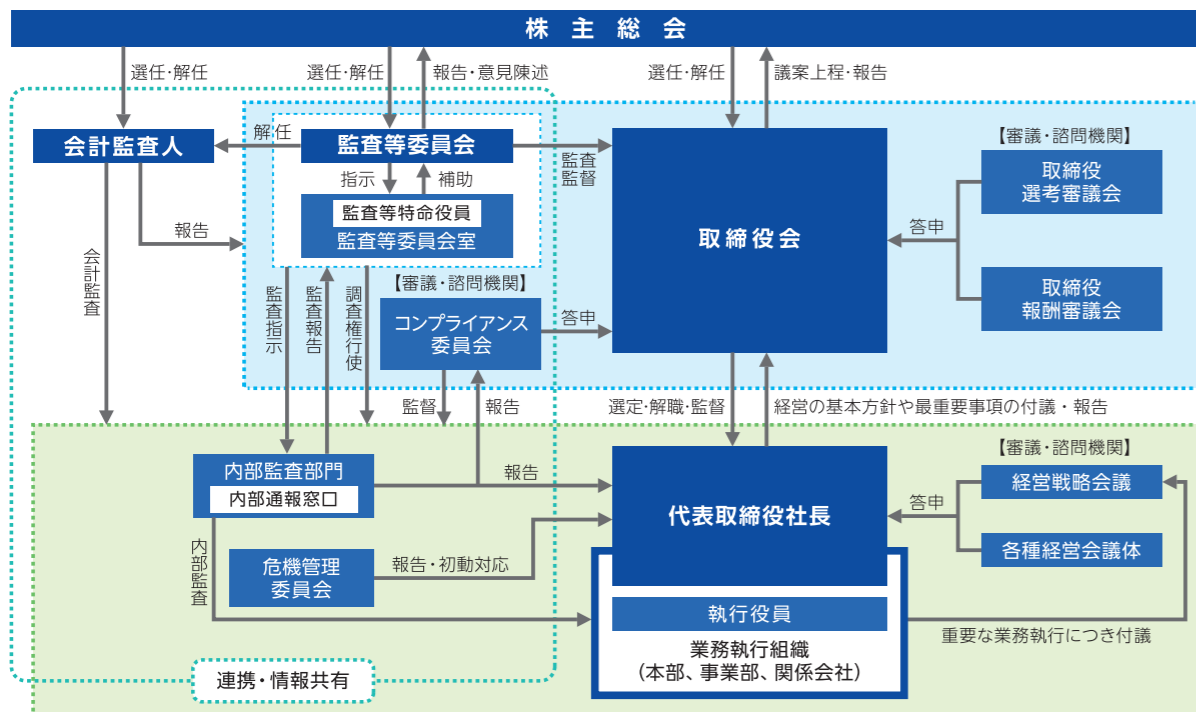 株主総会
選任・解任
選任・解任
報告・意見陳述
選任・解任
議案上程・報告
会計監査人
解任
監査等委員会
監査
監督
指示
補助
監査等特命役員
監査等委員会室
報告
会計監査
取締役会
【審議・諮問機関】
取締役
選考審議会
答申
取締役
報酬審議会
監査指示
監査報告
調査権行使
【審議・諮問機関】
コンプライアンス
委員会
答申
監督
報告
選定・解職・監督
経営の基本方針や最重要事項の付議・報告
内部監査部門
内部通報窓口
報告
内部監査
危機管理
委員会
報告・初動対応
代表取締役社長
【審議・諮問機関】
経営戦略会議
答申
各種経営会議体
執行役員
業務執行組織
（本部、事業部、関係会社）
重要な業務執行につき付議
連携・情報共有